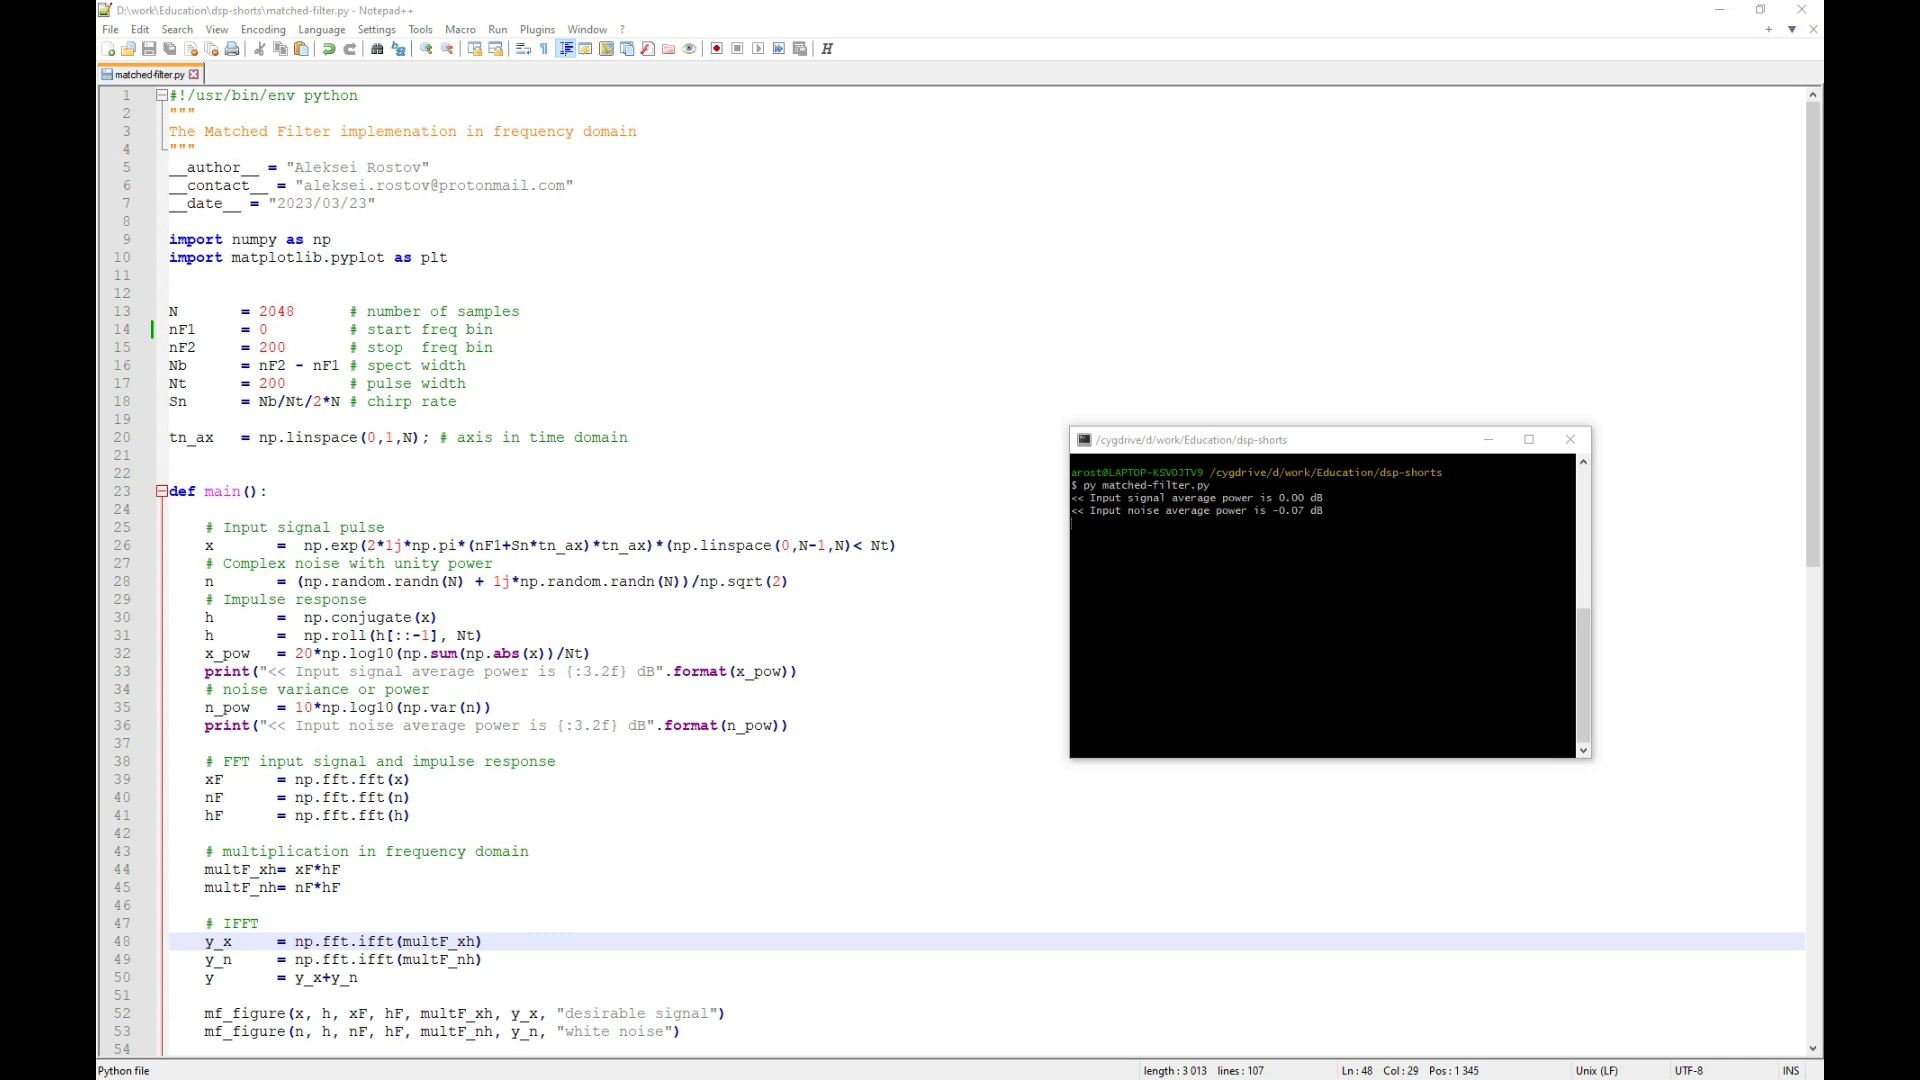 D:\work\Education\dsp-shorts\matched-filter.py - Notepad++
File Edit Search View Encoding Language Settings Tools Macro Run Plugins Window ?
matched-filter.py
1 #!/usr/bin/env python
2 """
3 The Matched Filter implemenation in frequency domain
4 """
5 __author__ = "Aleksei Rostov"
6 __contact__ = "aleksei.rostov@protonmail.com"
7 __date__ = "2023/03/23"
8
9 import numpy as np
10 import matplotlib.pyplot as plt
11
12
13 N = 2048 # number of samples
14 nF1 = 0 # start freq bin
15 nF2 = 200 # stop freq bin
16 Nb = nF2 - nF1 # spect width
17 Nt = 200 # pulse width
18 Sn = Nb/Nt/2*N # chirp rate
19
20 tn_ax = np.linspace(0,1,N); # axis in time domain
21
22
23 def main():
24
25 # Input signal pulse
26 x = np.exp(2*1j*np.pi*(nF1+Sn*tn_ax)*tn_ax)*(np.linspace(0,N-1,N)< Nt)
27 # Complex noise with unity power
28 n = (np.random.randn(N) + 1j*np.random.randn(N))/np.sqrt(2)
29 # Impulse response
30 h = np.conjugate(x)
31 h = np.roll(h[::-1], Nt)
32 x_pow = 20*np.log10(np.sum(np.abs(x))/Nt)
33 print("<< Input signal average power is {:3.2f} dB".format(x_pow))
34 # noise variance or power
35 n_pow = 10*np.log10(np.var(n))
36 print("<< Input noise average power is {:3.2f} dB".format(n_pow))
37
38 # FFT input signal and impulse response
39 xF = np.fft.fft(x)
40 nF = np.fft.fft(n)
41 hF = np.fft.fft(h)
42
43 # multiplication in frequency domain
44 multF_xh= xF*hF
45 multF_nh= nF*hF
46
47 # IFFT
48 y_x = np.fft.ifft(multF_xh)
49 y_n = np.fft.ifft(multF_nh)
50 y = y_x+y_n
51
52 mf_figure(x, h, xF, hF, multF_xh, y_x, "desirable signal")
53 mf_figure(n, h, nF, hF, multF_nh, y_n, "white noise")
54
/cygdrive/d/work/Education/dsp-shorts
arost@LAPTOP-KSVOJTV9 /cygdrive/d/work/Education/dsp-shorts
$ py matched-filter.py
<< Input signal average power is 0.00 dB
<< Input noise average power is -0.07 dB
Python file length : 3 013 lines : 107 Ln : 48 Col : 29 Pos : 1 345 Unix (LF) UTF-8 INS